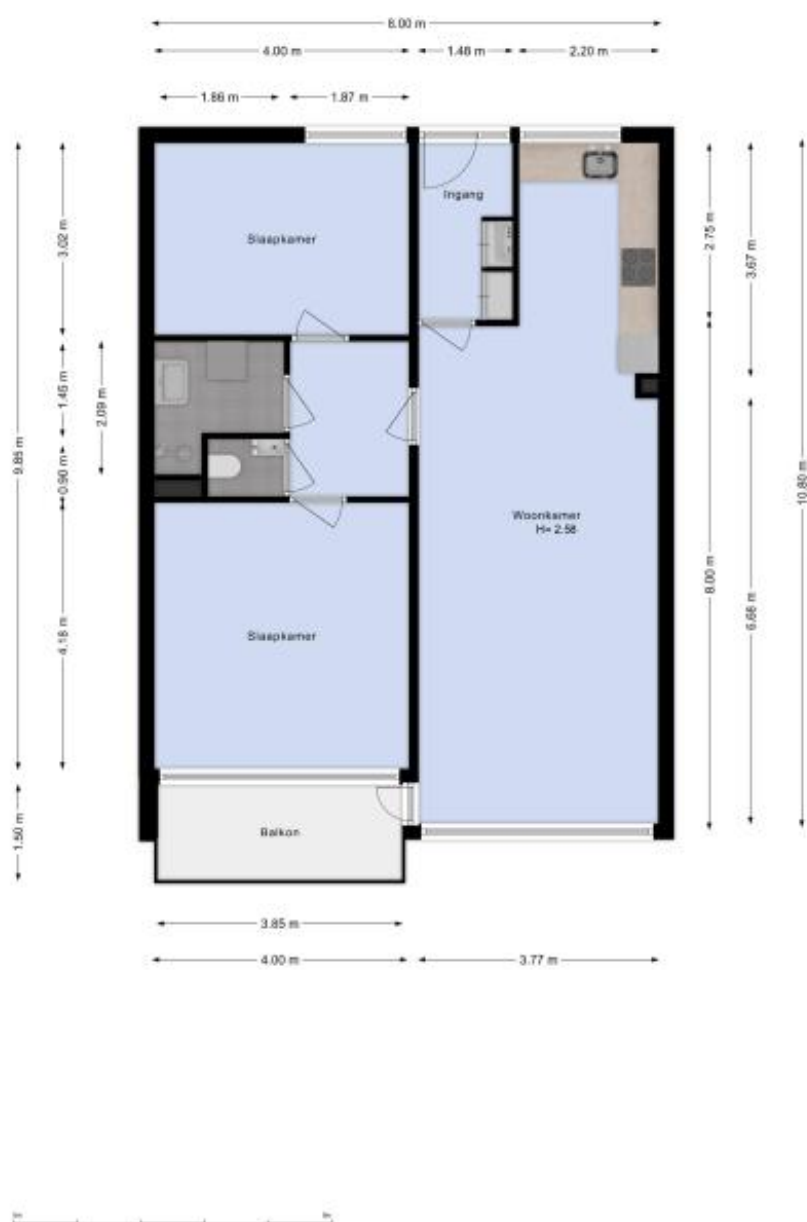 8.00 m
4.00 m
1.48 m
2.20 m
1.86 m
1.87 m
Ingang
Slaapkamer
3.02 m
2.75 m
3.67 m
1.45 m
2.09 m
9.85 m
0.90 m
10.80 m
Woonkamer
H= 2.58
8.00 m
6.66 m
Slaapkamer
4.18 m
Balkon
1.50 m
3.85 m
4.00 m
3.77 m